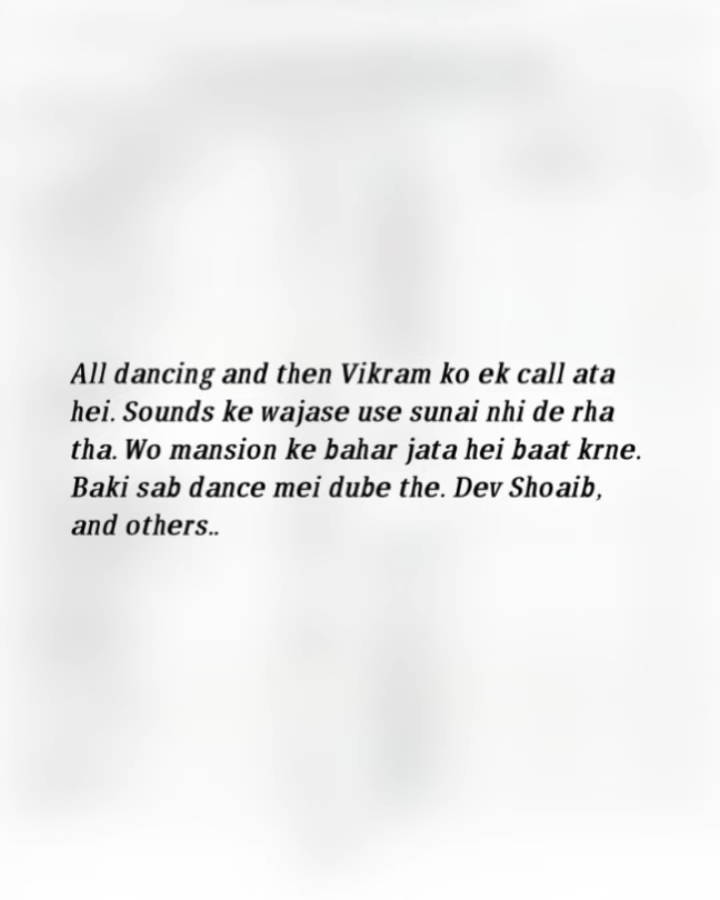 All dancing and then Vikram ko ek call ata
hei. Sounds ke wajase use sunai nhi de rha
tha. Wo mansion ke bahar jata hei baat krne.
Baki sab dance mei dube the. Dev Shoaib,
and others..